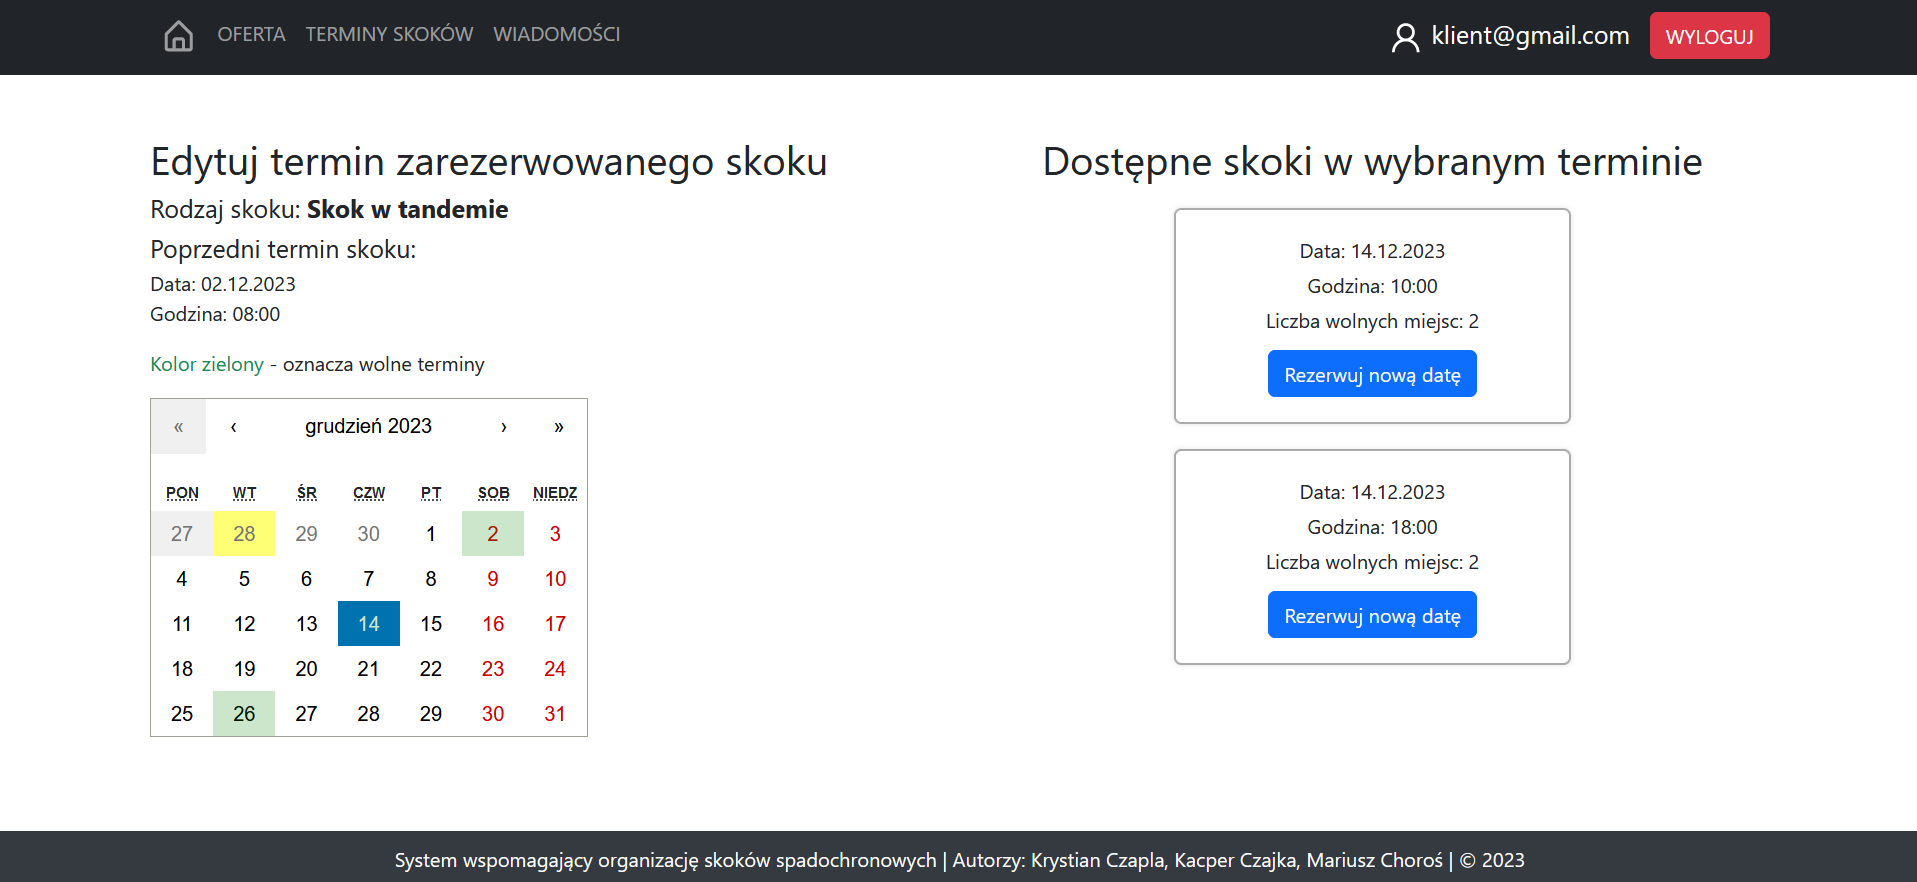 OFERTA TERMINY SKOKÓW WIADOMOŚCI klient@gmail.com WYLOGUJ
Edytuj termin zarezerwowanego skoku
Rodzaj skoku: Skok w tandemie
Poprzedni termin skoku:
Data: 02.12.2023
Godzina: 08:00
Kolor zielony - oznacza wolne terminy
« ‹ grudzień 2023 › »
PON WT ŚR CZW PT SOB NIEDZ
27 28 29 30 1 2 3
4 5 6 7 8 9 10
11 12 13 14 15 16 17
18 19 20 21 22 23 24
25 26 27 28 29 30 31
Dostępne skoki w wybranym terminie
Data: 14.12.2023
Godzina: 10:00
Liczba wolnych miejsc: 2
Rezerwuj nową datę
Data: 14.12.2023
Godzina: 18:00
Liczba wolnych miejsc: 2
Rezerwuj nową datę
System wspomagający organizację skoków spadochronowych | Autorzy: Krystian Czapla, Kacper Czajka, Mariusz Choroś | © 2023